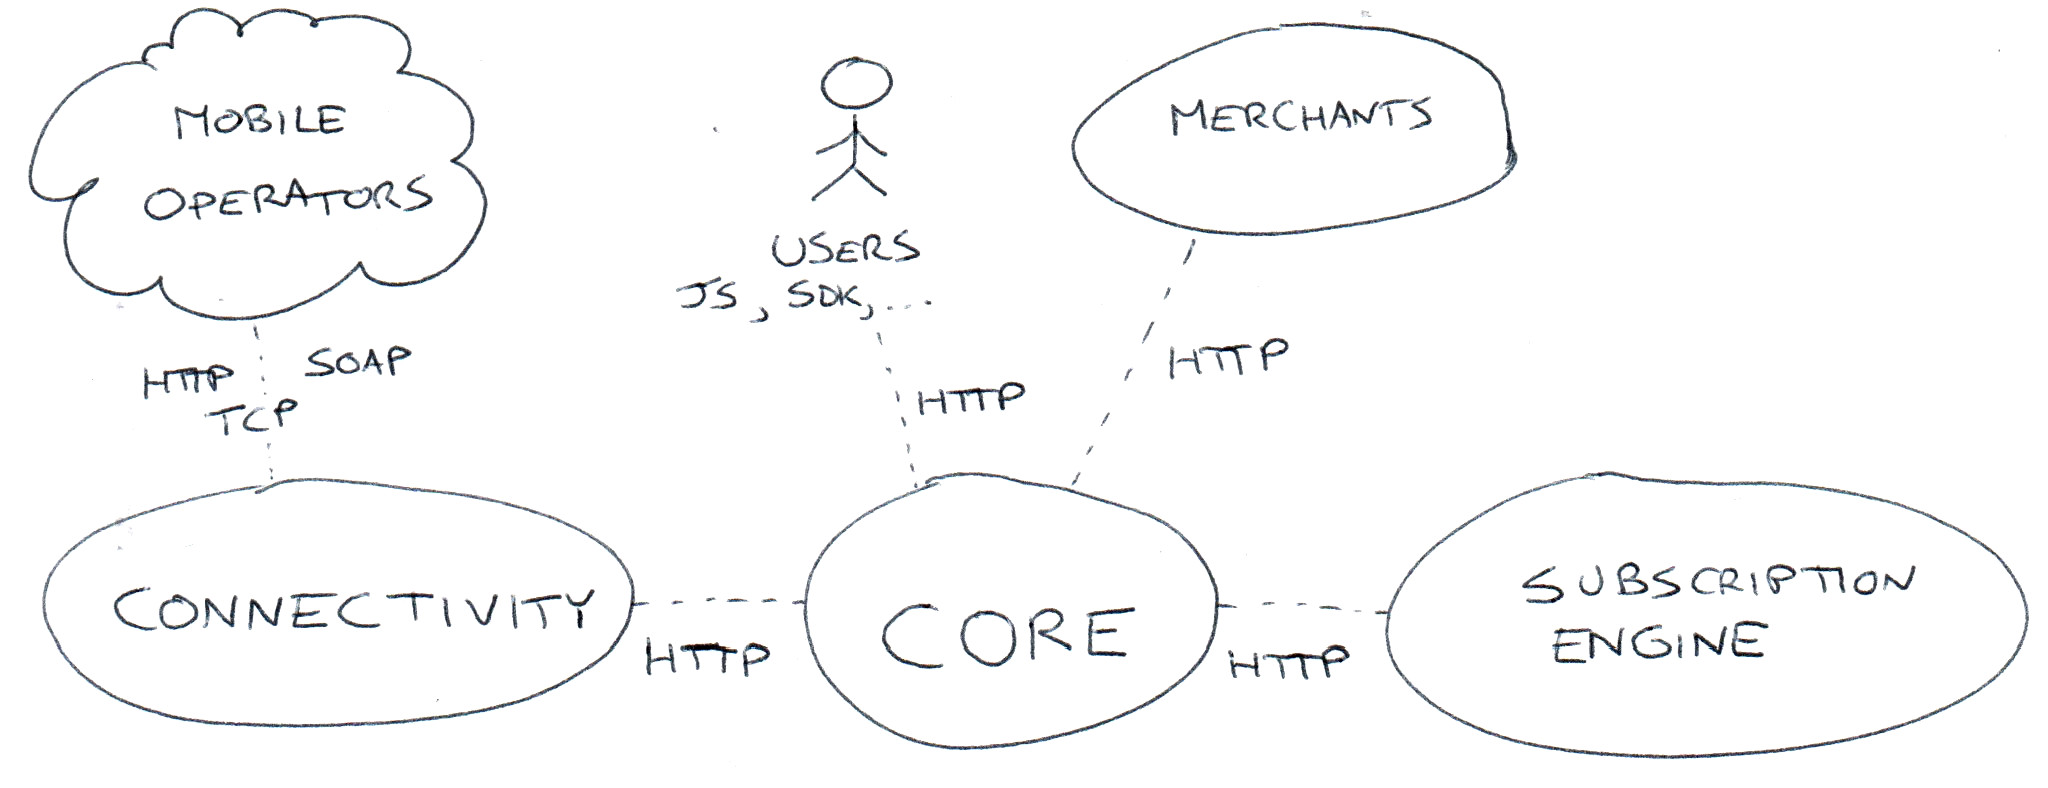 MOBILE
OPERATORS
USERS
JS, SDK, ....
MERCHANTS
HTTP SOAP
TCP
HTTP
HTTP
CONNECTIVITY
HTTP
CORE
HTTP
SUBSCRIPTION
ENGINE